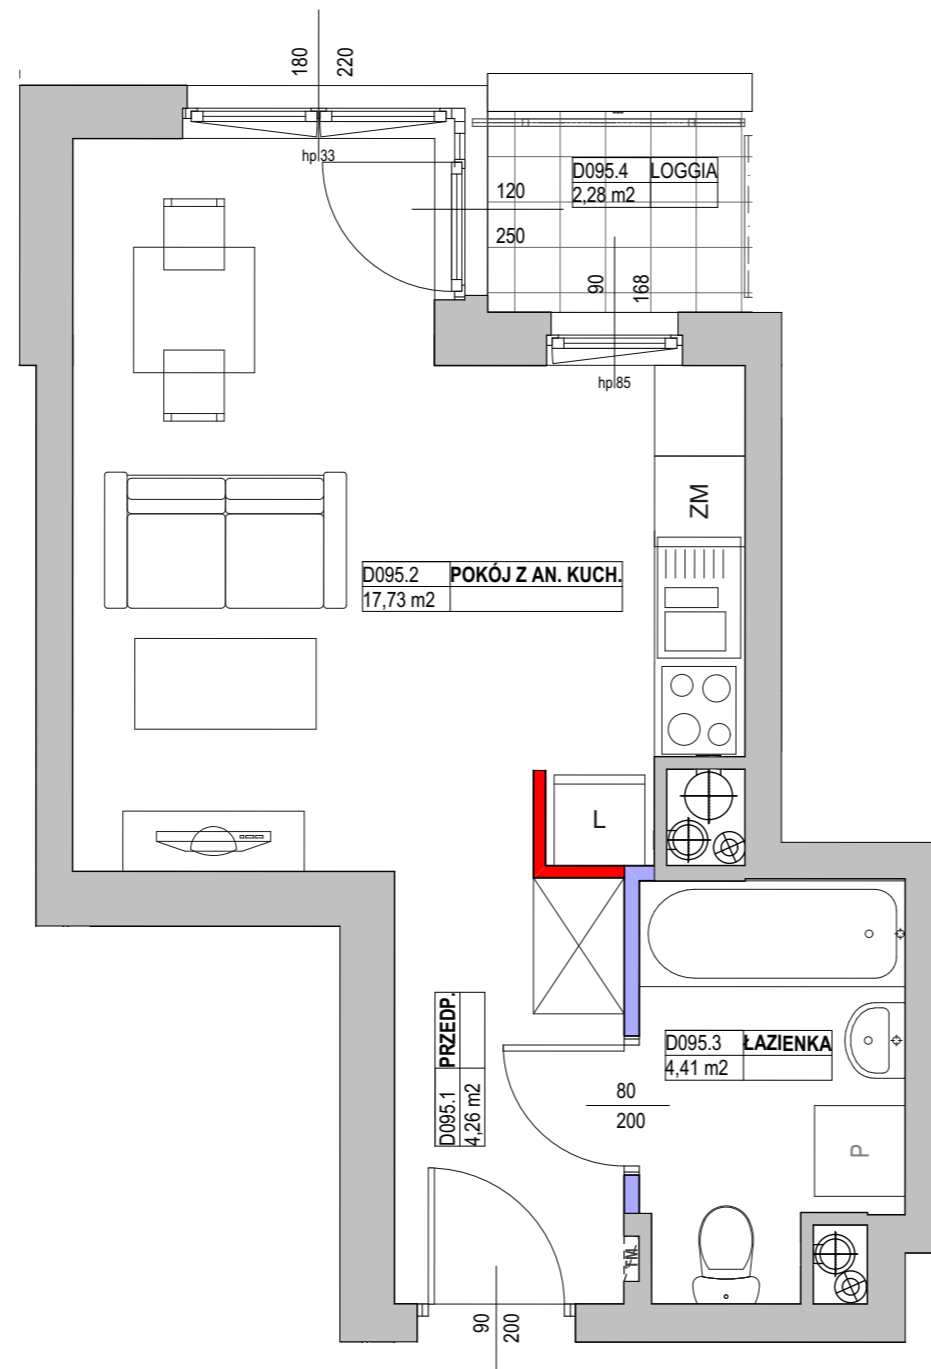 180
220
hp 33
D095.4 LOGGIA
2,28 m2
120
250
90
168
hp 85
ZM
D095.2 POKÓJ Z AN. KUCH.
17,73 m2
L
D095.1 PRZEDP.
4,26 m2
D095.3 ŁAZIENKA
4,41 m2
80
200
P
TM
90
200